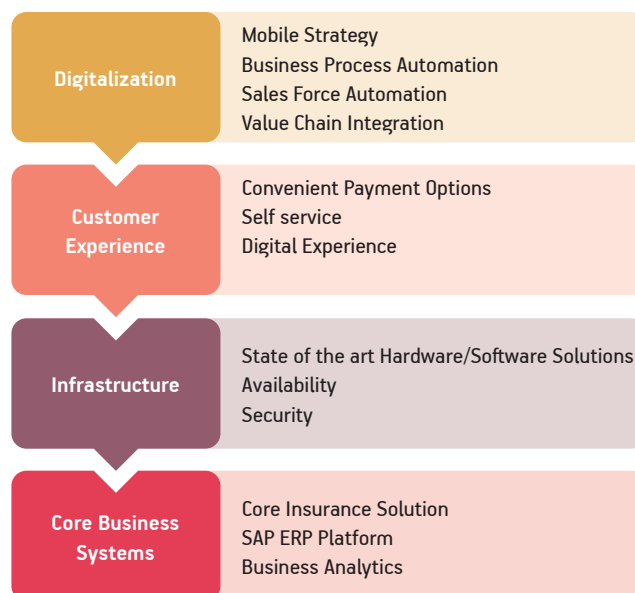 Digitalization
Mobile Strategy
Business Process Automation
Sales Force Automation
Value Chain Integration
Customer
Experience
Convenient Payment Options
Self service
Digital Experience
Infrastructure
State of the art Hardware/Software Solutions
Availability
Security
Core Business
Systems
Core Insurance Solution
SAP ERP Platform
Business Analytics